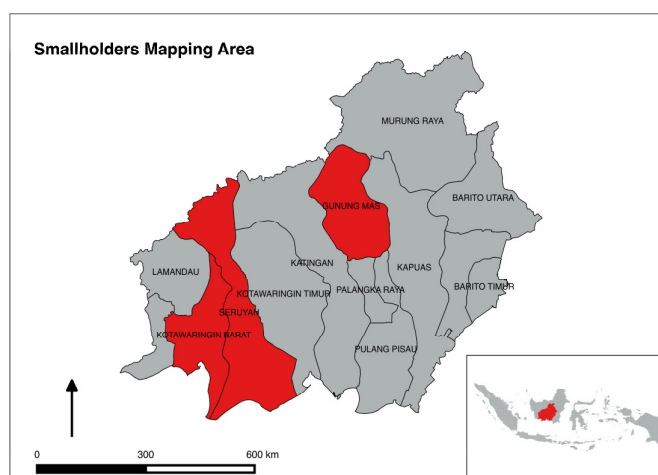 Smallholders Mapping Area
MURUNG RAYA
GUNUNG MAS
BARITO UTARA
KATINGAN
LAMANDAU
KAPUAS
PALANGKA RAYA
BARITO TIMUR
KOTAWARINGIN TIMUR
SERUYAH
KOTAWARINGIN BARAT
PULANG PISAU
0 300 600 km